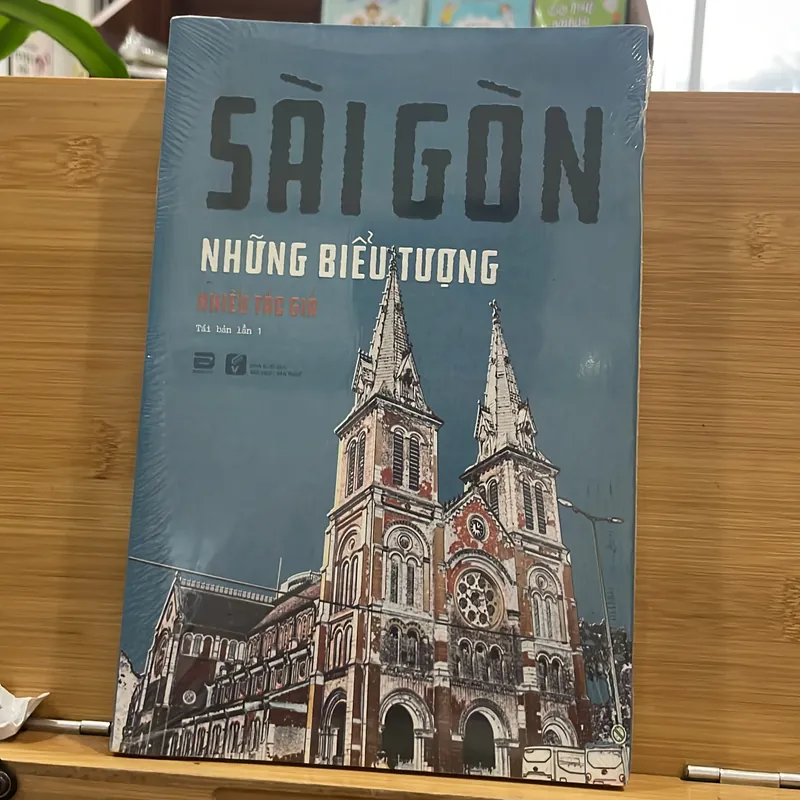 SÀI GÒN
NHỮNG BIỂU TƯỢNG
NHIỀU TÁC GIẢ
Tái bản lần 1